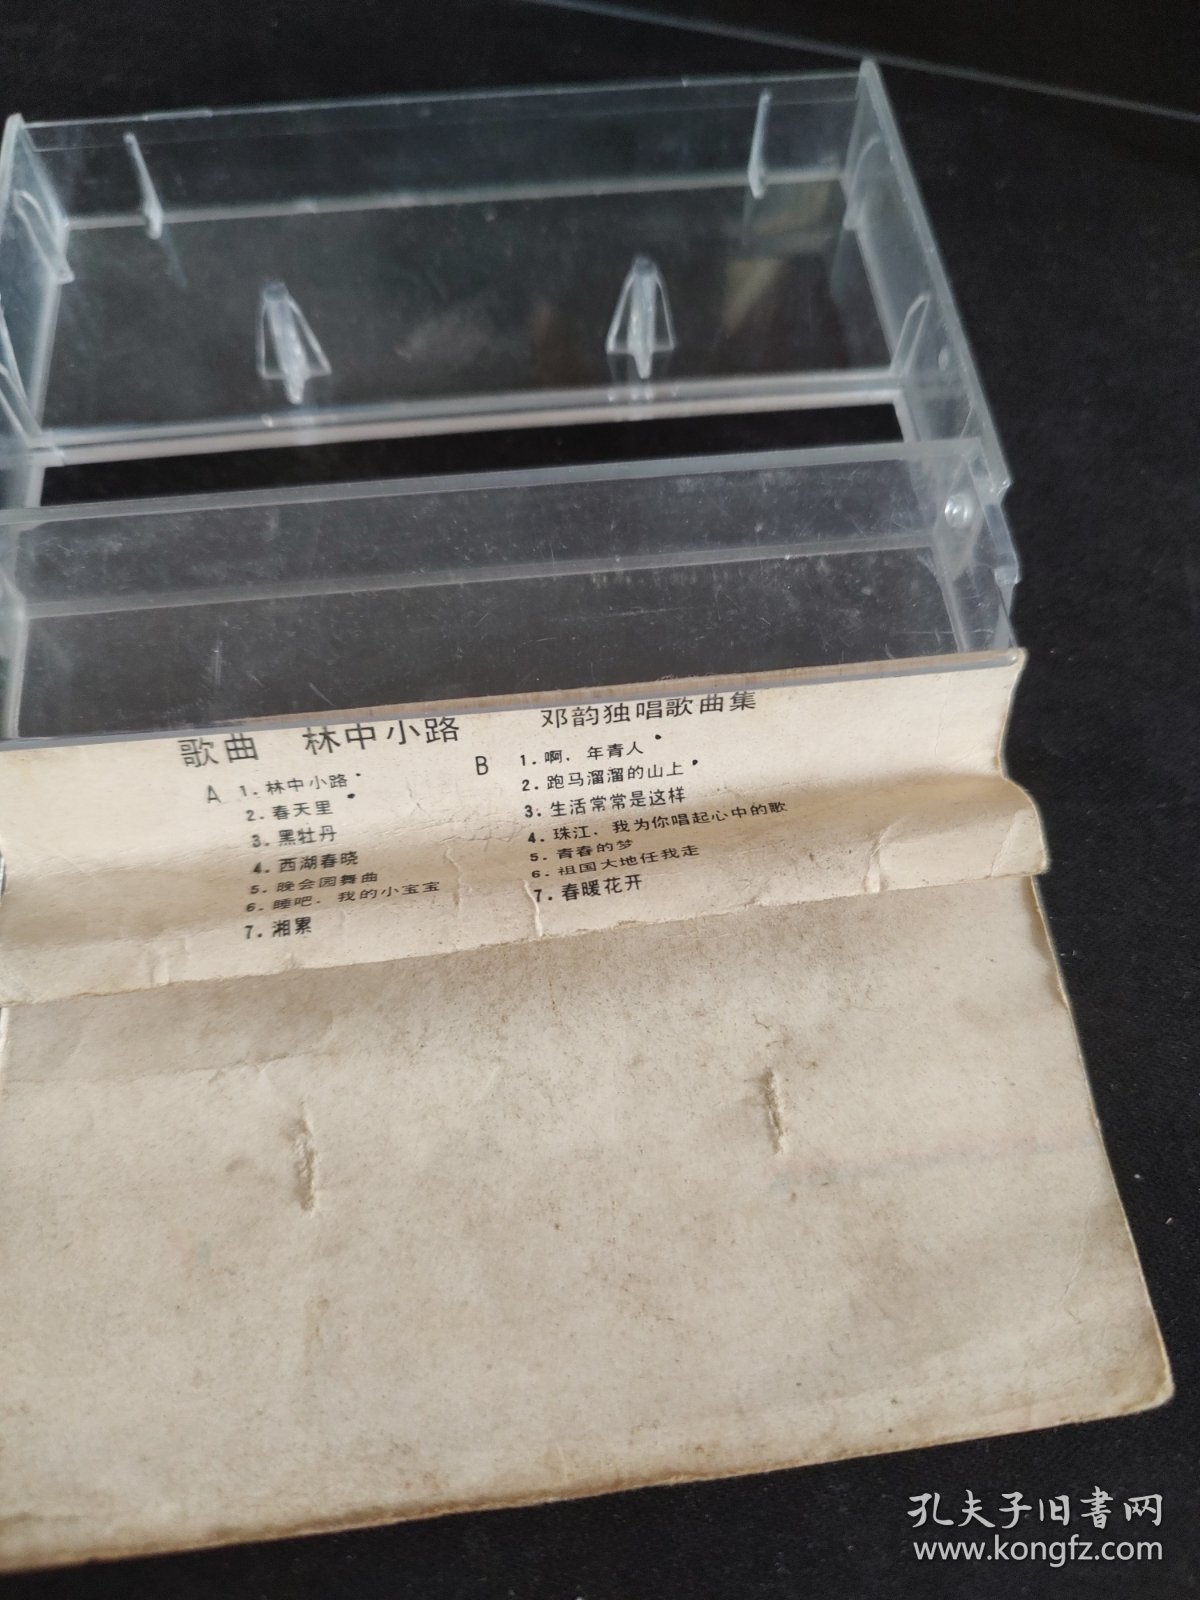 歌曲 林中小路 邓韵独唱歌曲集
A
1. 林中小路
2. 春天里
3. 黑牡丹
4. 西湖春晓
5. 晚会园舞曲
6. 睡吧．我的小宝宝
7. 湘累
B
1. 啊．年青人
2. 跑马溜溜的山上
3. 生活常常是这样
4. 珠江．我为你唱起心中的歌
5. 青春的梦
6. 祖国大地任我走
7. 春暖花开
孔夫子旧书网
www.kongfz.com